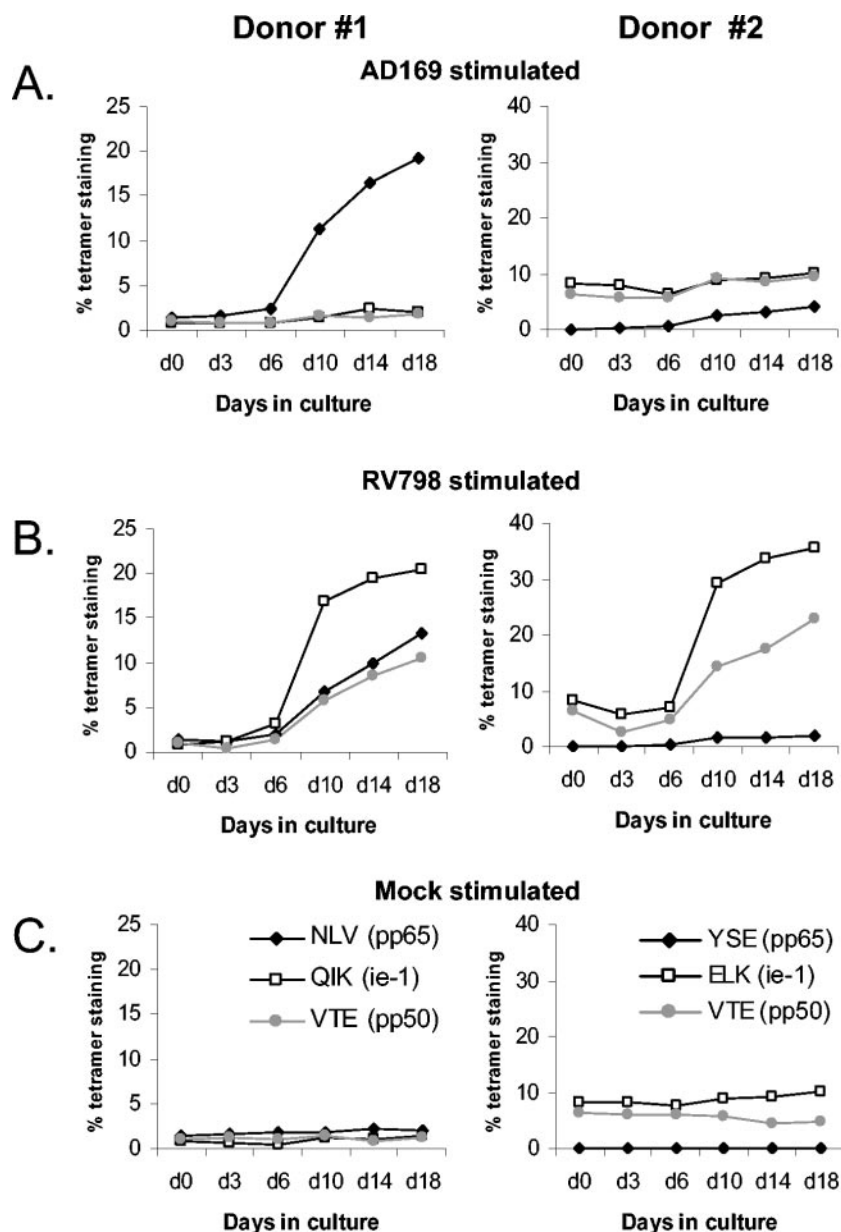 Donor #1
Donor #2
AD169 stimulated
A.
% tetramer staining
25
20
15
10
5
0
d0 d3 d6 d10 d14 d18
Days in culture
% tetramer staining
40
30
20
10
0
d0 d3 d6 d10 d14 d18
Days in culture
RV798 stimulated
B.
% tetramer staining
25
20
15
10
5
0
d0 d3 d6 d10 d14 d18
Days in culture
% tetramer staining
40
30
20
10
0
d0 d3 d6 d10 d14 d18
Days in culture
Mock stimulated
C.
% tetramer staining
25
20
15
10
5
0
NLV (pp65)
QIK (ie-1)
VTE (pp50)
d0 d3 d6 d10 d14 d18
Days in culture
% tetramer staining
40
30
20
10
0
YSE (pp65)
ELK (ie-1)
VTE (pp50)
d0 d3 d6 d10 d14 d18
Days in culture